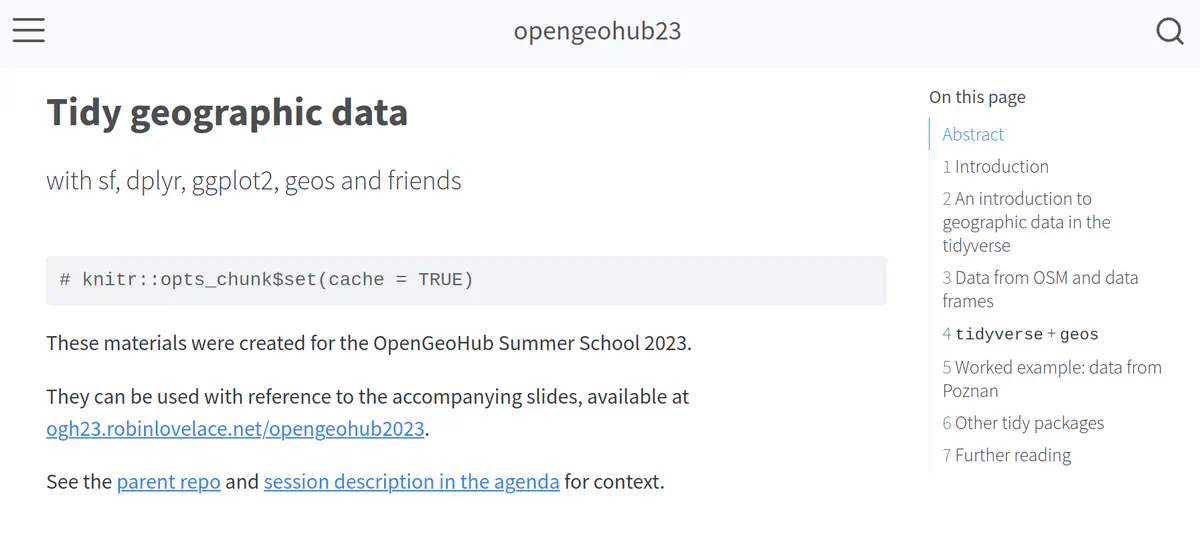 opengeohub23
Tidy geographic data
with sf, dplyr, ggplot2, geos and friends
# knitr::opts_chunk$set(cache = TRUE)
These materials were created for the OpenGeoHub Summer School 2023.
They can be used with reference to the accompanying slides, available at
ogh23.robinlovelace.net/opengeohub2023.
See the parent repo and session description in the agenda for context.
On this page
Abstract
1 Introduction
2 An introduction to
geographic data in the
tidyverse
3 Data from OSM and data
frames
4 tidyverse + geos
5 Worked example: data from
Poznan
6 Other tidy packages
7 Further reading